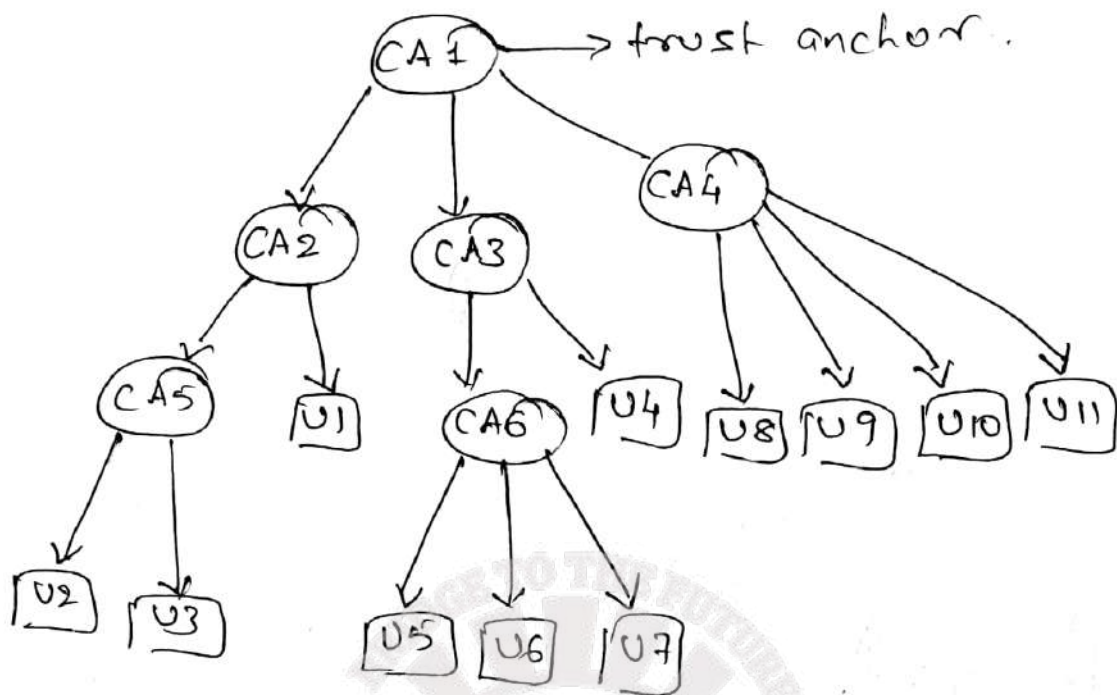 CA1 → trust anchor.
CA4
CA2 CA3
CA5 U1 CA6 U4 U8 U9 U10 U11
U2 U3 U5 U6 U7